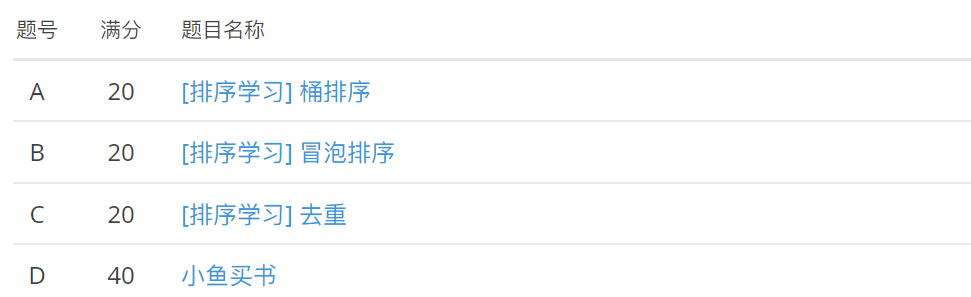 题号 满分 题目名称
A 20 [排序学习] 桶排序
B 20 [排序学习] 冒泡排序
C 20 [排序学习] 去重
D 40 小鱼买书